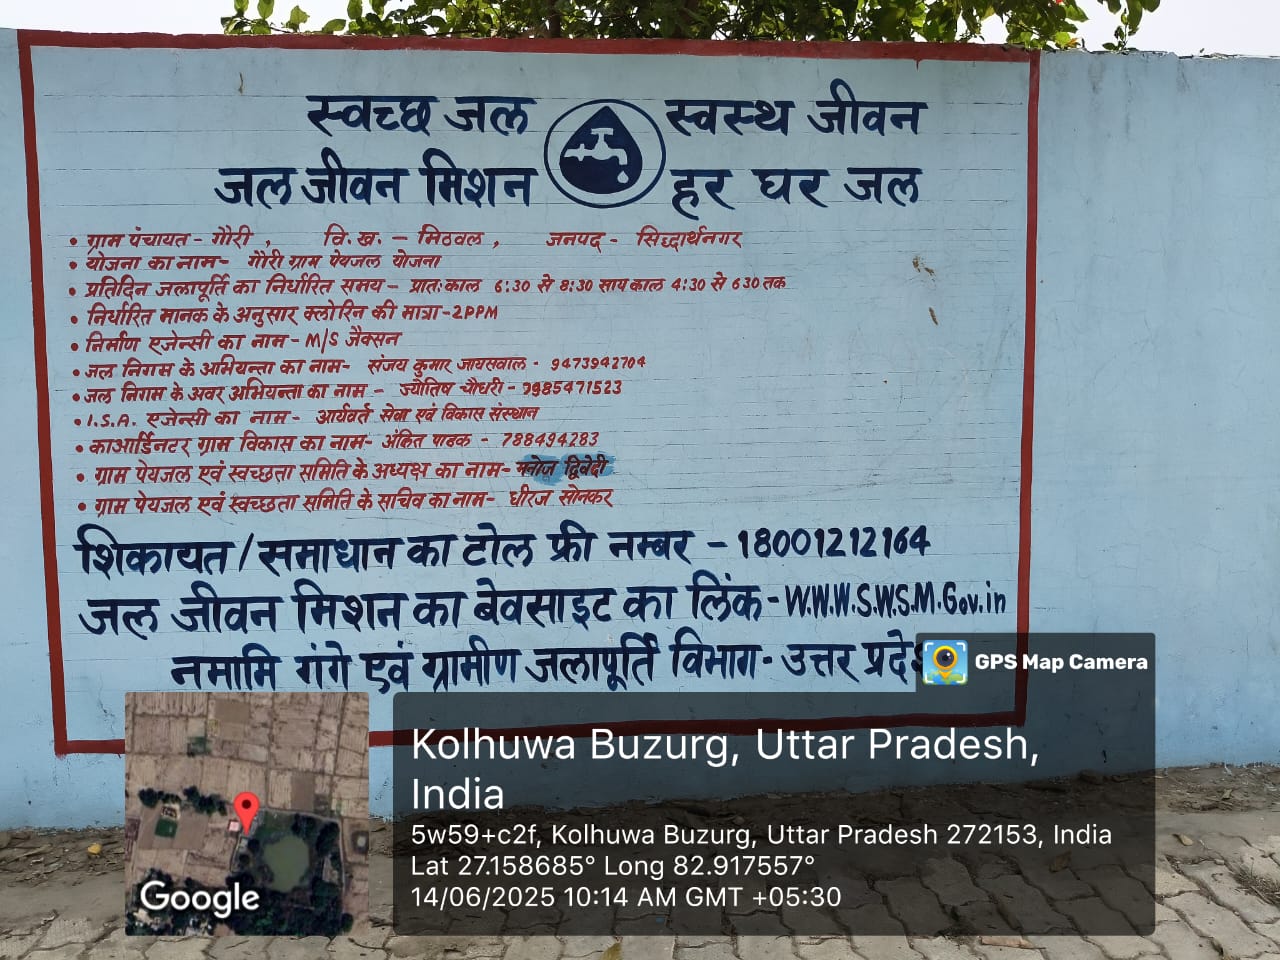 स्वच्छ जल स्वस्थ जीवन
जल जीवन मिशन हर घर जल
• ग्राम पंचायत - गौरी , वि. ख. - मिठवल , जनपद - सिद्धार्थनगर
• योजना का नाम - गौरी ग्राम पेयजल योजना
• प्रतिदिन जलापूर्ति का निर्धारित समय - प्रातःकाल 6:30 से 8:30 सायकाल 4:30 से 630 तक
• निर्धारित मानक के अनुसार क्लोरिन की मात्रा - 2PPM
• निर्माण एजेन्सी का नाम - M/S जैक्सन
• जल निगम के अभियन्ता का नाम - संजय कुमार जायसवाल - 9473942704
• जल निगम के अवर अभियन्ता का नाम - ज्यौतिष चौधरी - 9985471523
• I.S.A. एजेन्सी का नाम - आर्यवर्त सेवा एवं विकास संस्थान
• काआर्डिनटर ग्राम विकास का नाम - अंकित पाठक - 788494283
• ग्राम पेयजल एवं स्वच्छता समिति के अध्यक्ष का नाम - मनोज द्विवेदी
• ग्राम पेयजल एवं स्वच्छता समिति के सचिव का नाम - धीरज सोनकर
शिकायत/समाधान का टोल फ्री नम्बर - 18001212164
जल जीवन मिशन का बेवसाइट का लिंक - W.W.W.S.W.S.M.Gov.in
नमामि गंगे एवं ग्रामीण जलापूर्ति विभाग - उत्तर
GPS Map Camera
Google
Kolhuwa Buzurg, Uttar Pradesh,
India
5w59+c2f, Kolhuwa Buzurg, Uttar Pradesh 272153, India
Lat 27.158685° Long 82.917557°
14/06/2025 10:14 AM GMT +05:30